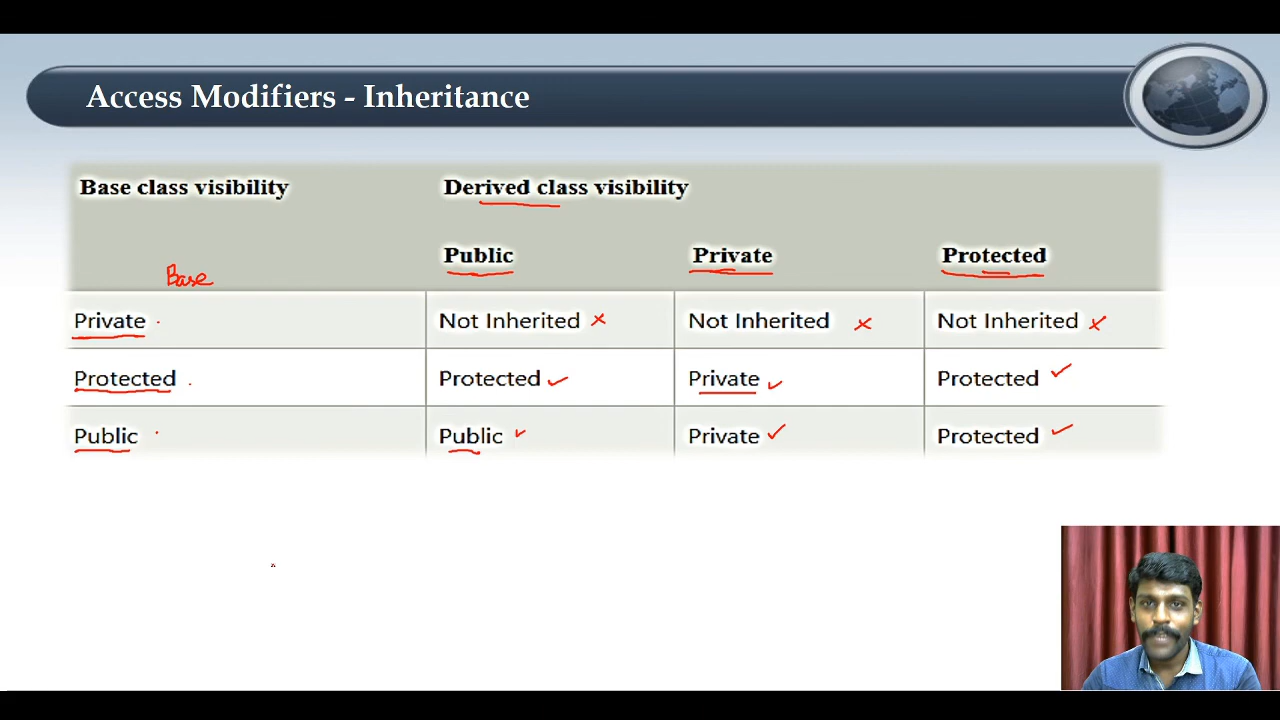 Access Modifiers - Inheritance
Base class visibility Derived class visibility
Public Private Protected
Base
Private Not Inherited Not Inherited Not Inherited
Protected Protected Private Protected
Public Public Private Protected